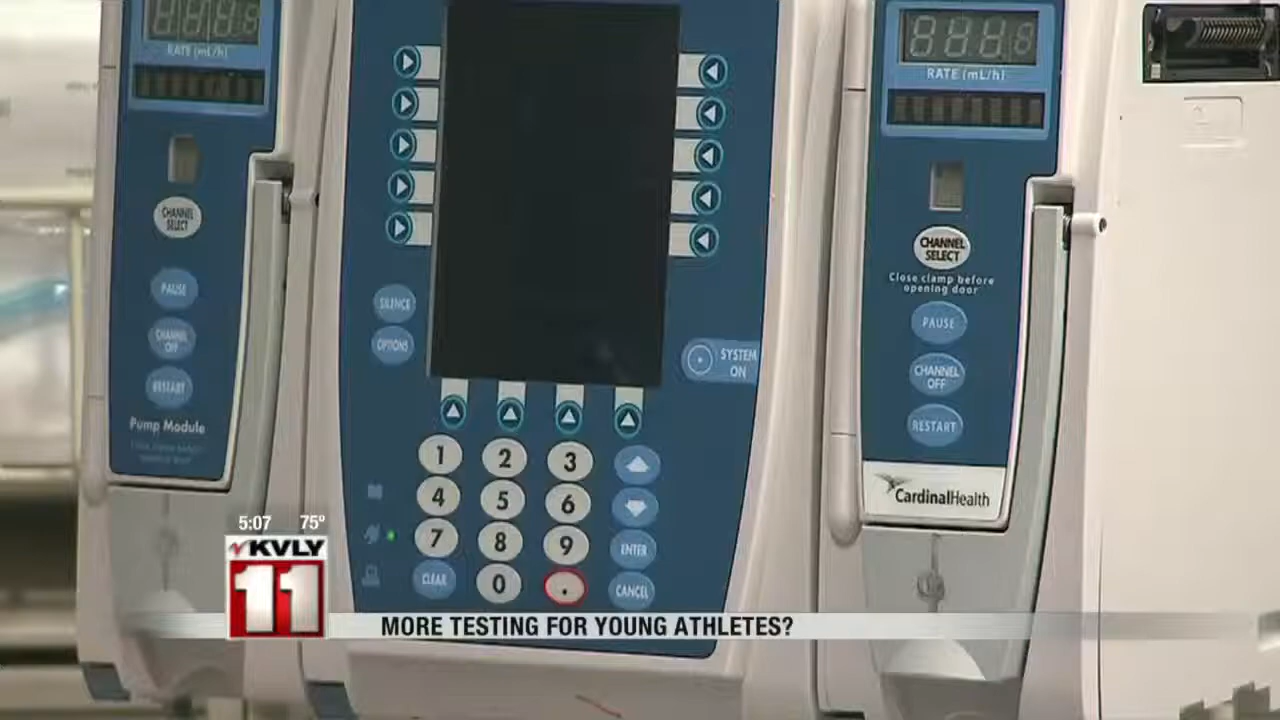 RATE (mL/h)
CHANNEL
SELECT
PAUSE
CHANNEL
OFF
RESTART
Pump Module
SILENCE
OPTIONS
SYSTEM
ON
1 2 3
4 5 6
7 8 9 ENTER
CLEAR 0 . CANCEL
RATE (mL/h)
CHANNEL
SELECT
Close clamp before
opening door
PAUSE
CHANNEL
OFF
RESTART
CardinalHealth
5:07 75°
KVLY
11
MORE TESTING FOR YOUNG ATHLETES?